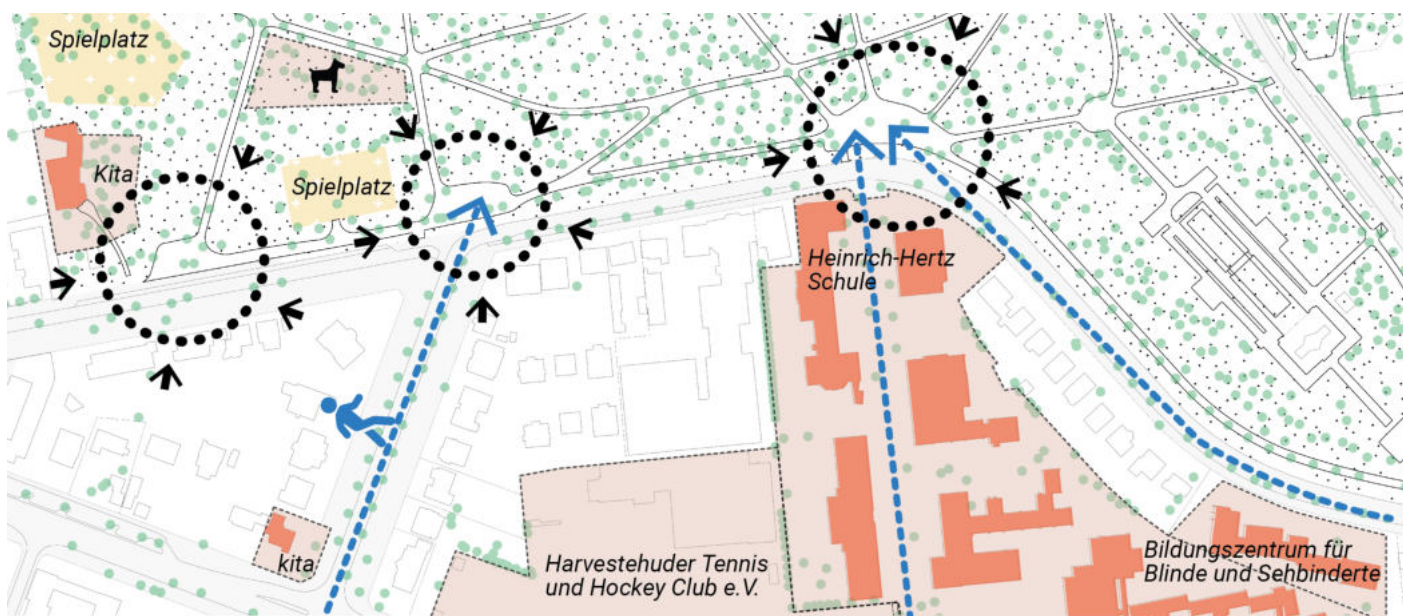 Spielplatz
Kita
Spielplatz
Heinrich-Hertz
Schule
kita
Harvestehuder Tennis
und Hockey Club e.V.
Bildungszentrum für
Blinde und Sehbinderte